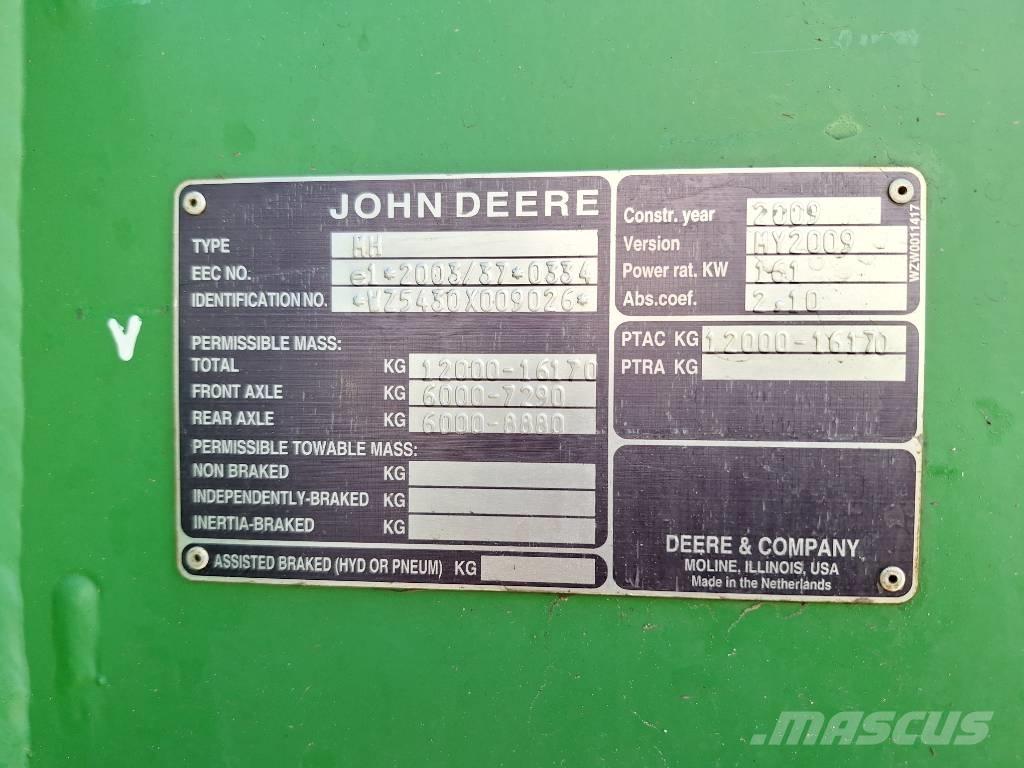 JOHN DEERE
TYPE HH
EEC NO. e1*2003/37*0334
IDENTIFICATION NO. *WZ5430X009026*
PERMISSIBLE MASS:
TOTAL KG 12000-16170
FRONT AXLE KG 6000-7290
REAR AXLE KG 6000-8880
PERMISSIBLE TOWABLE MASS:
NON BRAKED KG
INDEPENDENTLY-BRAKED KG
INERTIA-BRAKED KG
ASSISTED BRAKED (HYD OR PNEUM) KG
Constr. year 2009
Version MY2009
Power rat. KW 161
Abs.coef. 2.10
WZW0011417
PTAC KG 12000-16170
PTRA KG
DEERE & COMPANY
MOLINE, ILLINOIS, USA
Made in the Netherlands
V
MASCUS